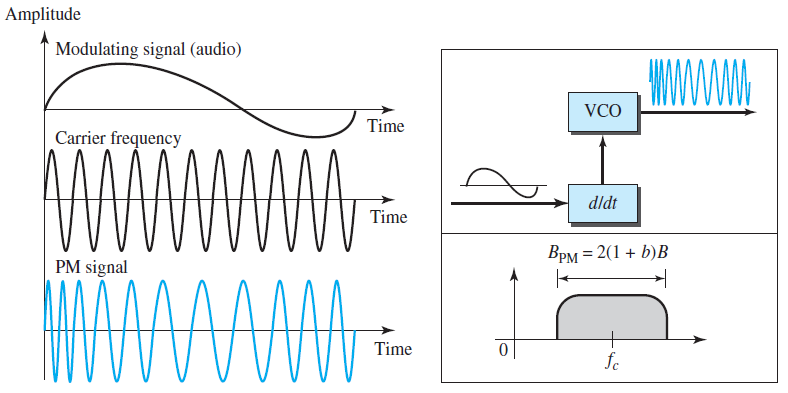 Amplitude
Modulating signal (audio)
Time
Carrier frequency
Time
PM signal
Time
VCO
d/dt
B_PM = 2(1 + b)B
0
f_c